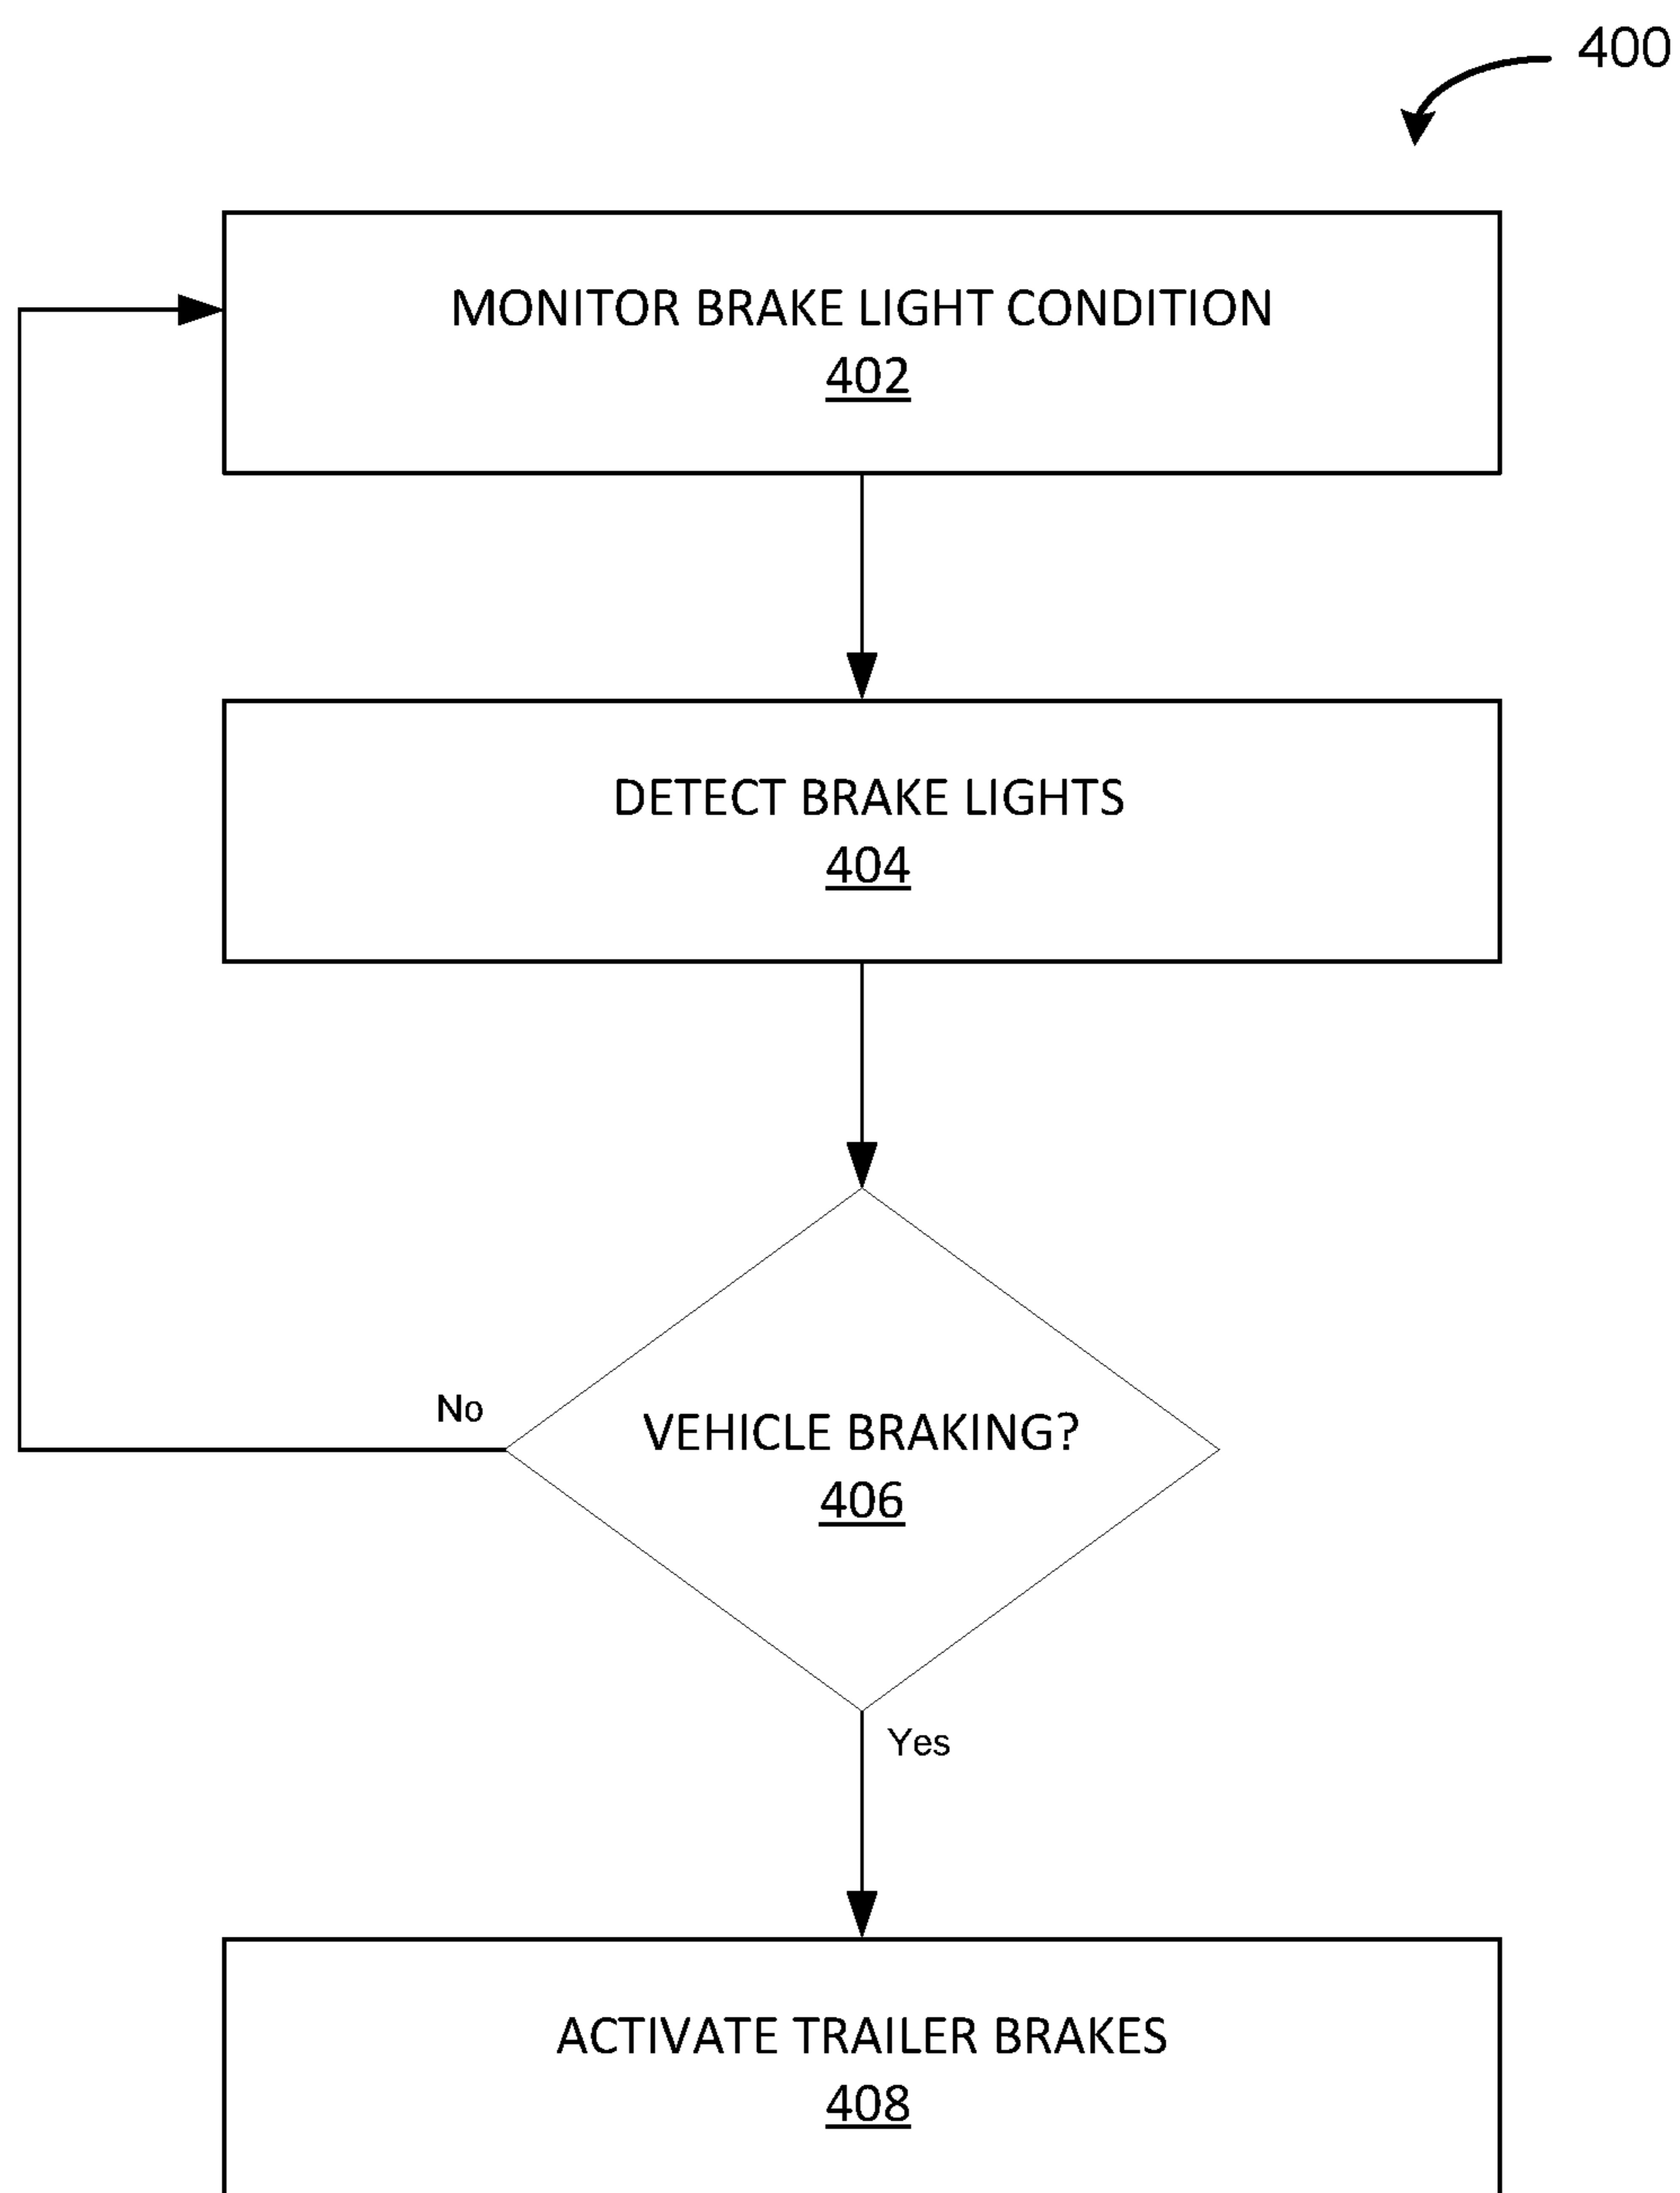 400
MONITOR BRAKE LIGHT CONDITION
402
DETECT BRAKE LIGHTS
404
No
VEHICLE BRAKING?
406
Yes
ACTIVATE TRAILER BRAKES
408